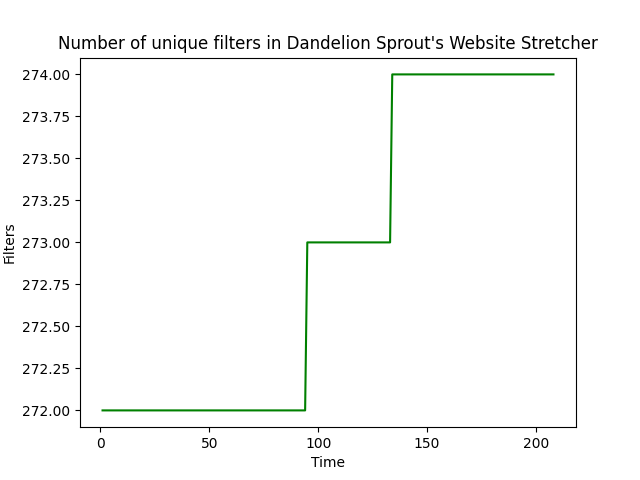 Number of unique filters in Dandelion Sprout's Website Stretcher
274.00
273.75
273.50
273.25
273.00
272.75
272.50
272.25
272.00
Filters
0 50 100 150 200
Time